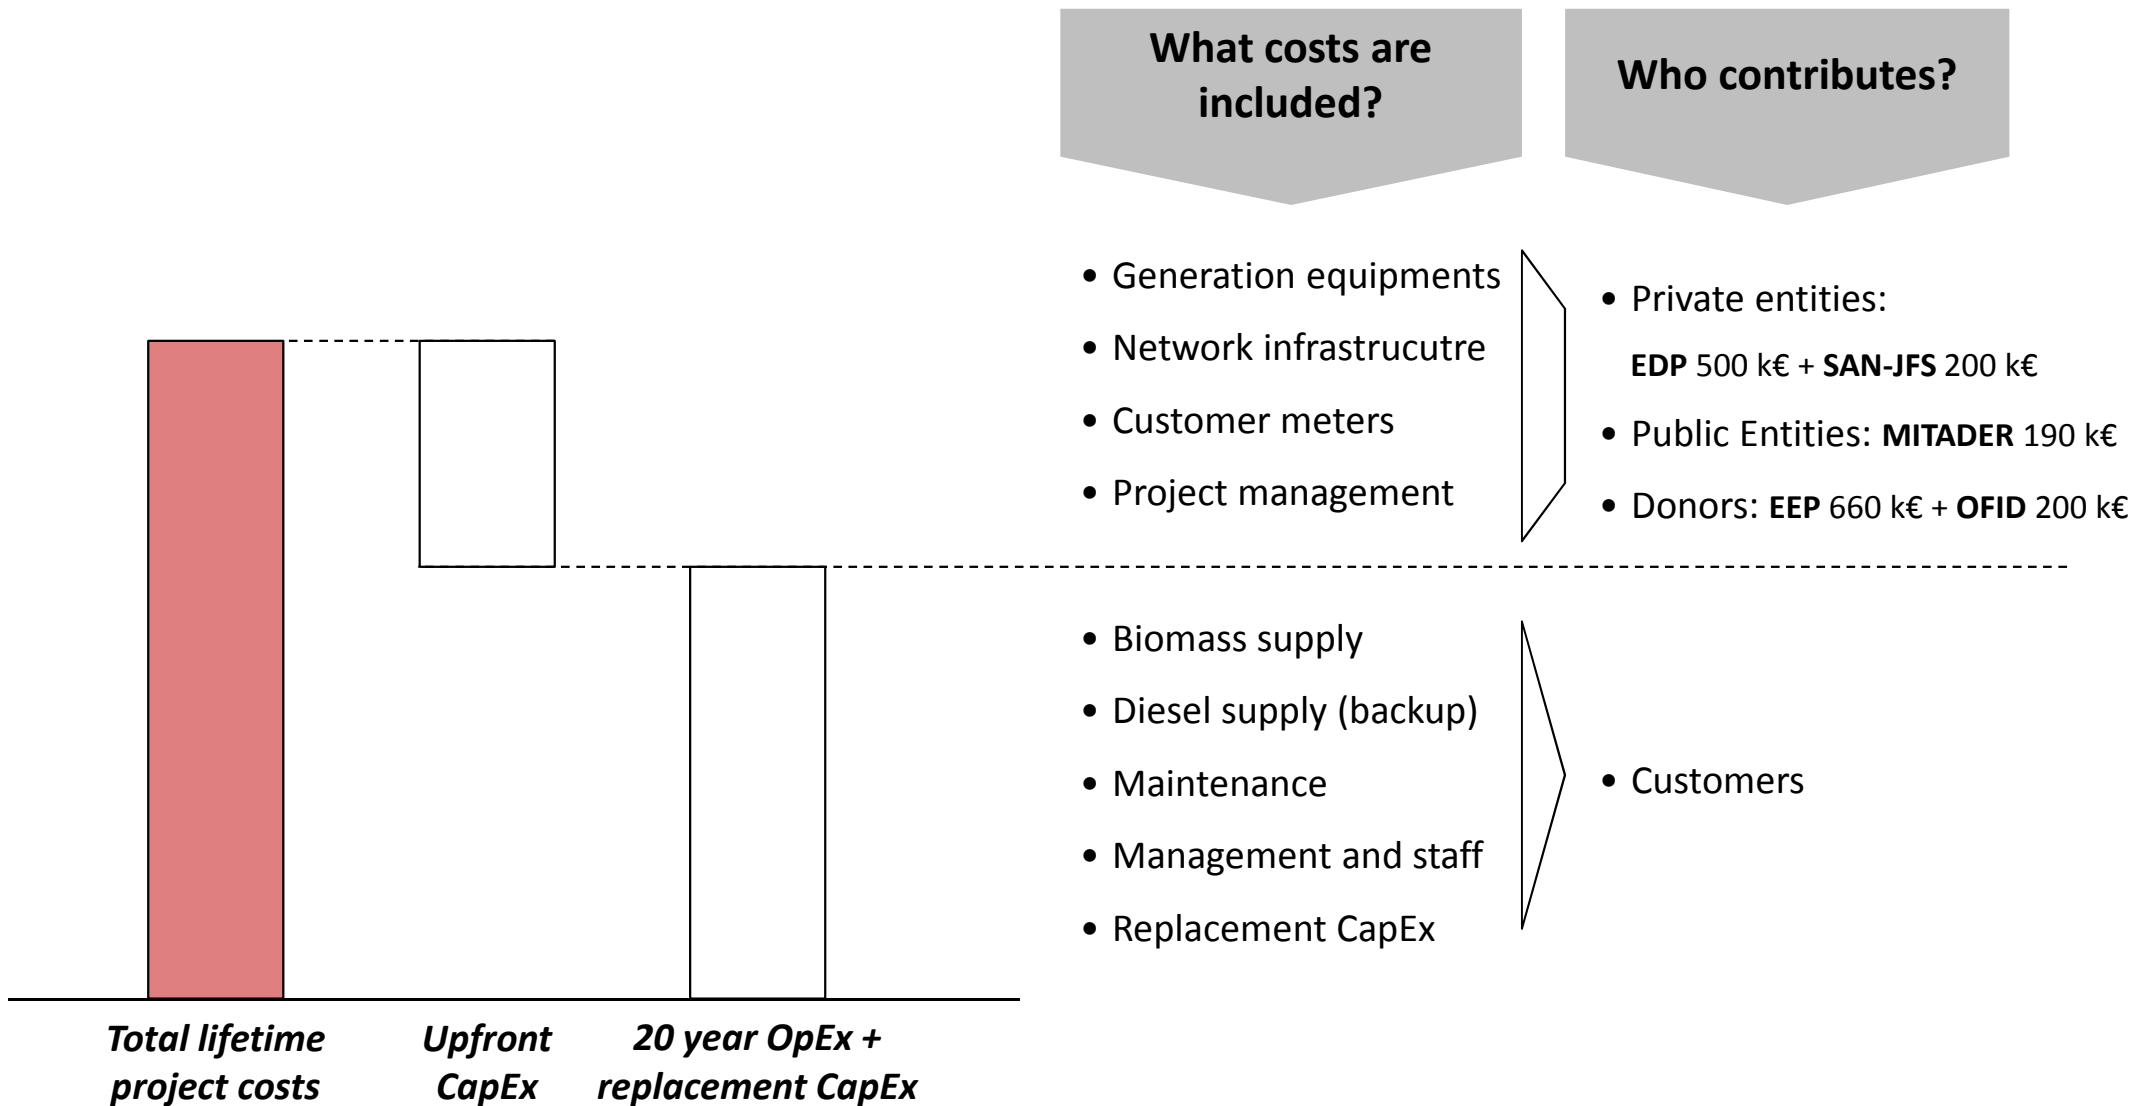 What costs are
included?
Who contributes?
• Generation equipments
• Network infrastrucutre
• Customer meters
• Project management
• Private entities:
EDP 500 k€ + SAN-JFS 200 k€
• Public Entities: MITADER 190 k€
• Donors: EEP 660 k€ + OFID 200 k€
• Biomass supply
• Diesel supply (backup)
• Maintenance
• Management and staff
• Replacement CapEx
• Customers
Total lifetime
project costs
Upfront
CapEx
20 year OpEx +
replacement CapEx